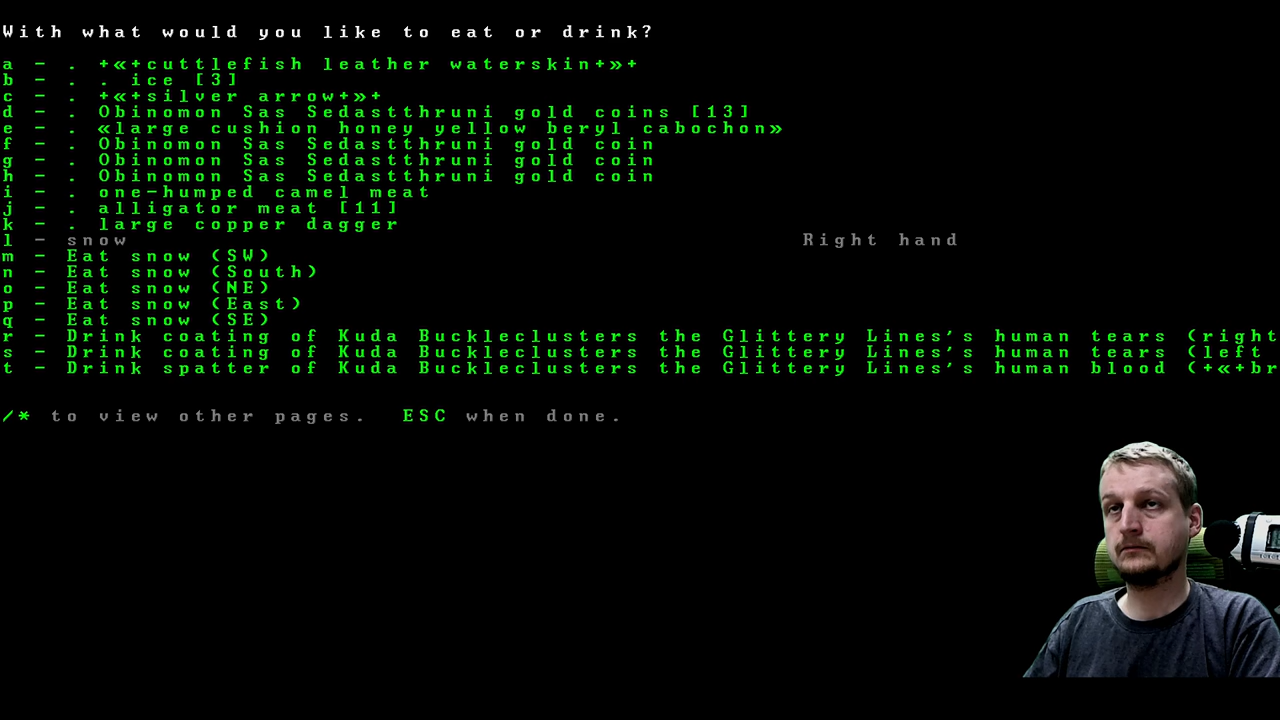 With what would you like to eat or drink?
a - . +«+cuttlefish leather waterskin+»+
b - . . ice [3]
c - . +«+silver arrow+»+
d - . Obinomon Sas Sedastthruni gold coins [13]
e - . «large cushion honey yellow beryl cabochon»
f - . Obinomon Sas Sedastthruni gold coin
g - . Obinomon Sas Sedastthruni gold coin
h - . Obinomon Sas Sedastthruni gold coin
i - . one-humped camel meat
j - . alligator meat [11]
k - . large copper dagger
l - snow Right hand
m - Eat snow (SW)
n - Eat snow (South)
o - Eat snow (NE)
p - Eat snow (East)
q - Eat snow (SE)
r - Drink coating of Kuda Buckleclusters the Glittery Lines's human tears (right
s - Drink coating of Kuda Buckleclusters the Glittery Lines's human tears (left
t - Drink spatter of Kuda Buckleclusters the Glittery Lines's human blood (+«+br
/* to view other pages. ESC when done.